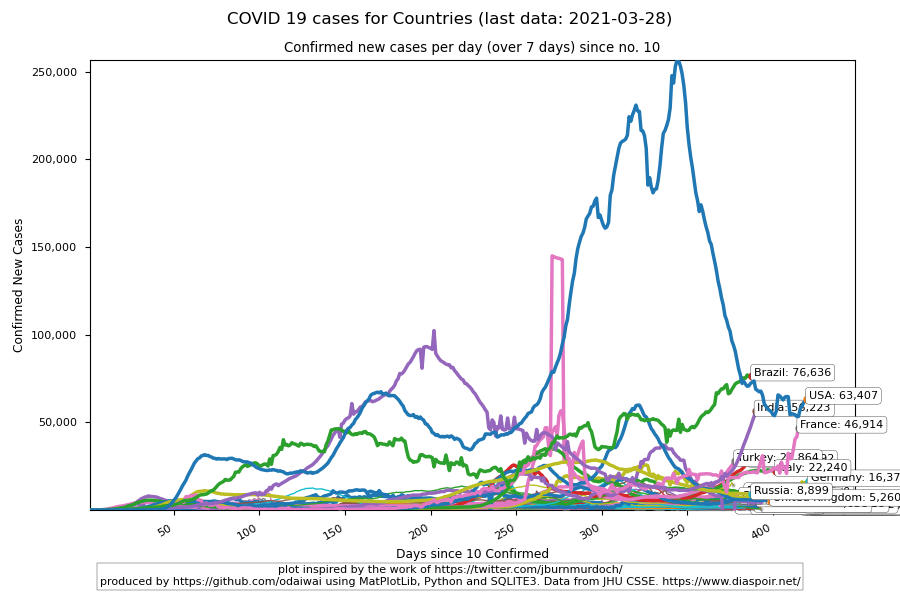 COVID 19 cases for Countries (last data: 2021-03-28)
Confirmed new cases per day (over 7 days) since no. 10
250,000
200,000
150,000
100,000
50,000
Confirmed New Cases
Brazil: 76,636
USA: 63,407
India:
France: 46,914
Turkey:
22,240
Germany: 16,37
Russia: 8,899
5,260
50
100
150
200
250
300
350
400
Days since 10 Confirmed
plot inspired by the work of https://twitter.com/jburnmurdoch/
produced by https://github.com/odaiwai using MatPlotLib, Python and SQLITE3. Data from JHU CSSE. https://www.diaspoir.net/